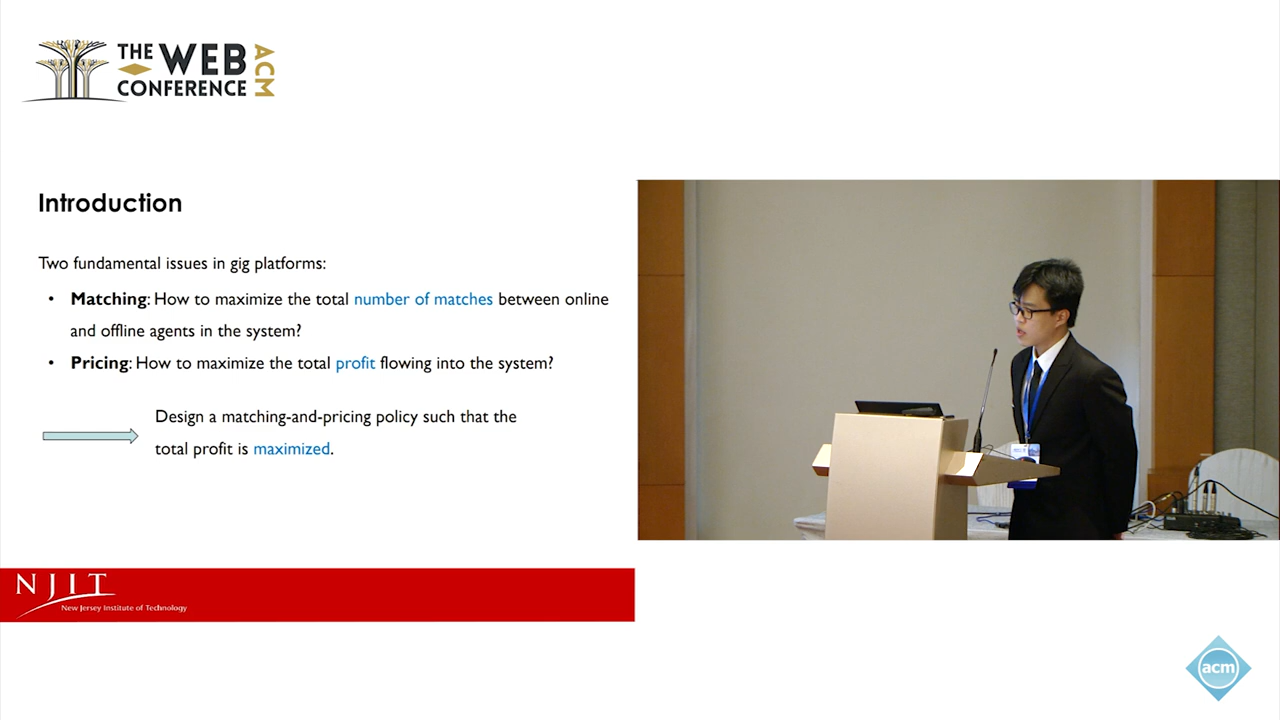 THE WEB
CONFERENCE
ACM
Introduction
Two fundamental issues in gig platforms:
• Matching: How to maximize the total number of matches between online
and offline agents in the system?
• Pricing: How to maximize the total profit flowing into the system?
Design a matching-and-pricing policy such that the
total profit is maximized.
NJIT
New Jersey Institute of Technology
acm